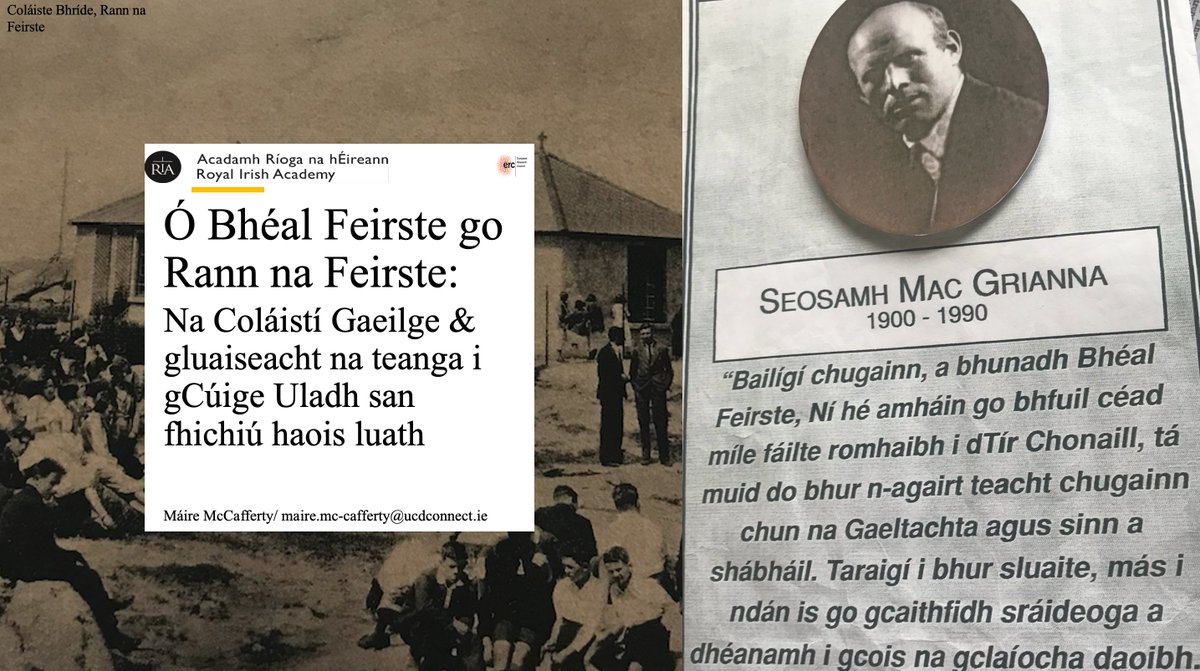 Coláiste Bhríde, Rann na
Feirste
RIA
Acadamh Ríoga na hÉireann
Royal Irish Academy
erc
Ó Bhéal Feirste go
Rann na Feirste:
Na Coláistí Gaeilge &
gluaiseacht na teanga i
gCúige Uladh san
fhichiú haois luath
Máire McCafferty/ maire.mc-cafferty@ucdconnect.ie
SEOSAMH MAC GRIANNA
1900 - 1990
“Bailígí chugainn, a bhunadh Bhéal
Feirste, Ní hé amháin go bhfuil céad
míle fáilte romhaibh i dTír Chonaill, tá
muid do bhur n-agairt teacht chugainn
chun na Gaeltachta agus sinn a
shábháil. Taraigí i bhur sluaite, más i
ndán is go gcaithfidh sráideoga a
dhéanamh i gcois na gclaíocha daoibh